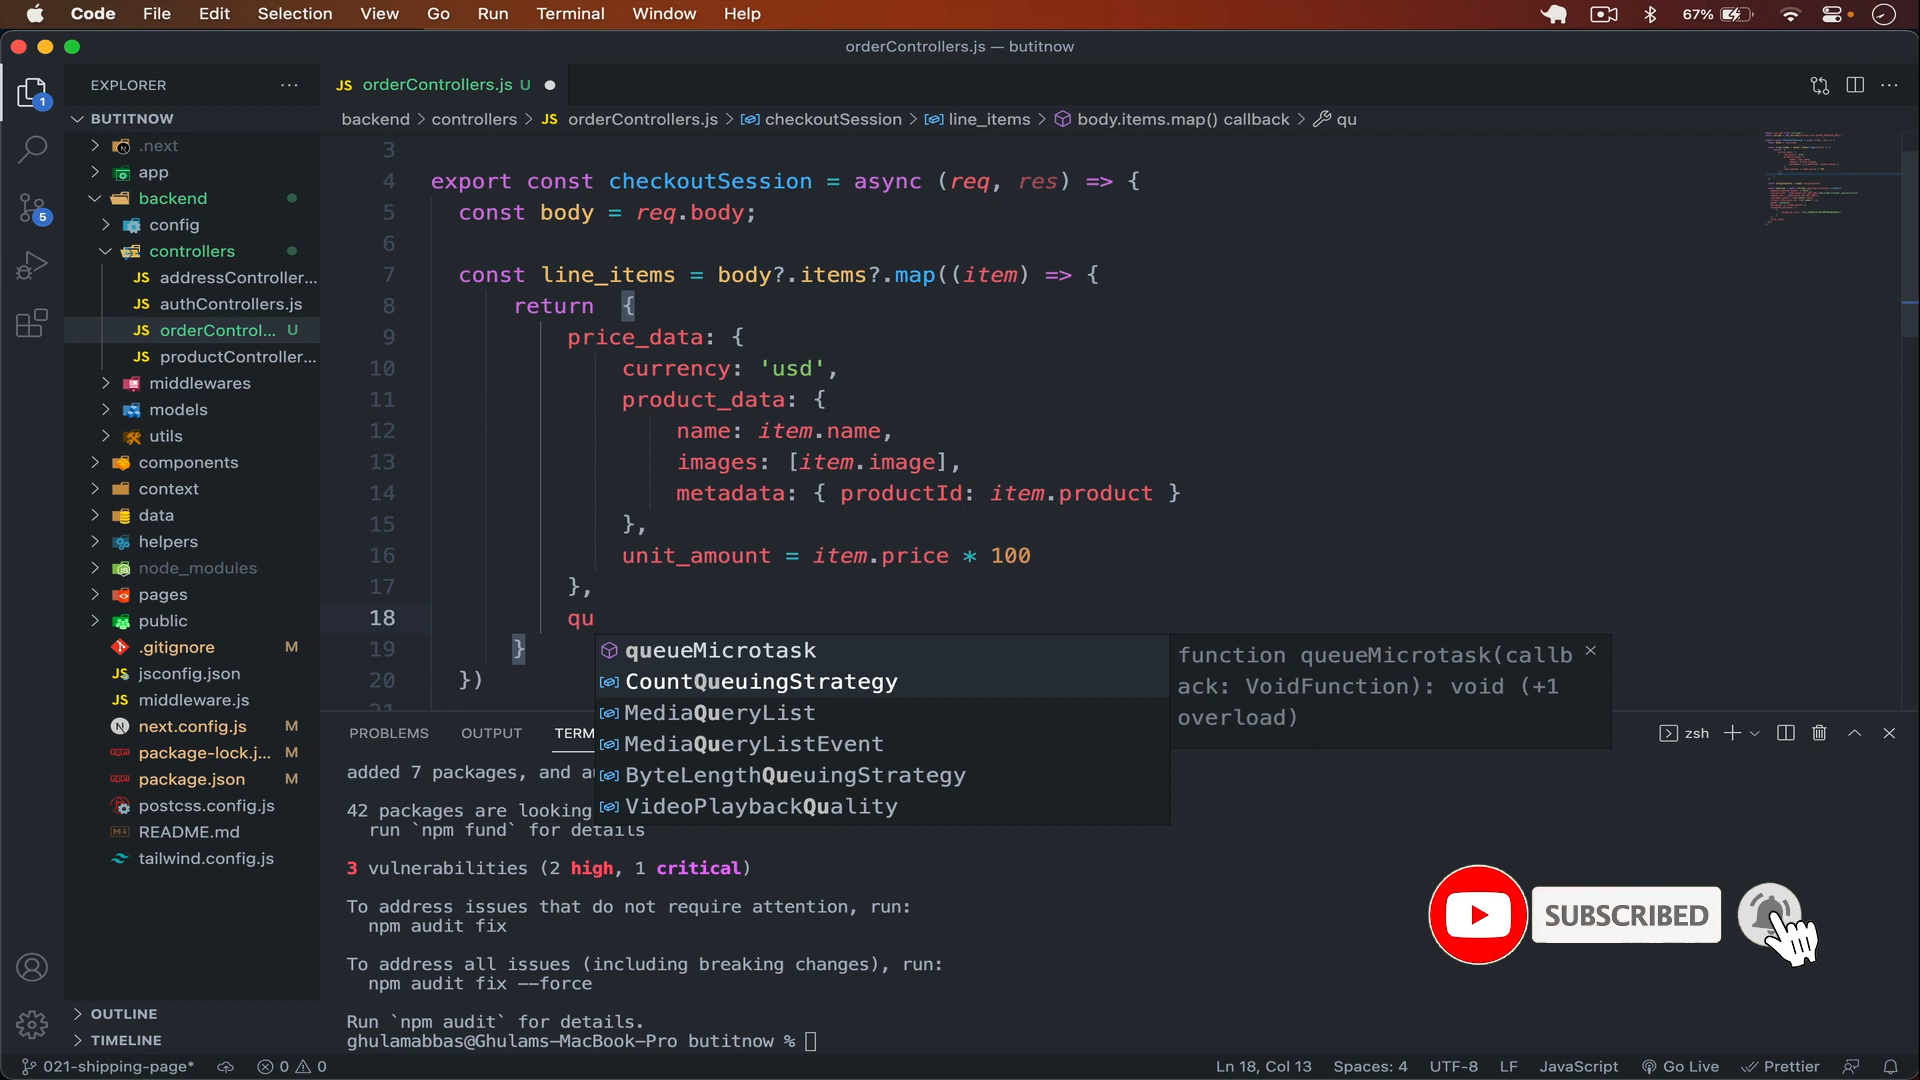 Code File Edit Selection View Go Run Terminal Window Help 67%
orderControllers.js — butitnow
EXPLORER
JS orderControllers.js U
1
BUTITNOW
backend > controllers > JS orderControllers.js > checkoutSession > line_items > body.items.map() callback > qu
.next
app
backend
config
controllers
JS addressController...
JS authControllers.js
JS orderControl... U
JS productController...
middlewares
models
utils
components
context
data
helpers
node_modules
pages
public
.gitignore M
JS jsconfig.json
JS middleware.js
N next.config.js M
package-lock.j... M
package.json M
postcss.config.js
README.md
tailwind.config.js
5
OUTLINE
TIMELINE
3
4 export const checkoutSession = async (req, res) => {
5 const body = req.body;
6
7 const line_items = body?.items?.map((item) => {
8 return {
9 price_data: {
10 currency: 'usd',
11 product_data: {
12 name: item.name,
13 images: [item.image],
14 metadata: { productId: item.product }
15 },
16 unit_amount = item.price * 100
17 },
18 qu
19 }
20 })
21
queueMicrotask
CountQueuingStrategy
MediaQueryList
MediaQueryListEvent
ByteLengthQueuingStrategy
VideoPlaybackQuality
function queueMicrotask(callb
ack: VoidFunction): void (+1
overload)
PROBLEMS OUTPUT TERM
zsh
added 7 packages, and au
42 packages are looking
run `npm fund` for details
3 vulnerabilities (2 high, 1 critical)
To address issues that do not require attention, run:
npm audit fix
To address all issues (including breaking changes), run:
npm audit fix --force
Run `npm audit` for details.
ghulamabbas@Ghulams-MacBook-Pro butitnow %
SUBSCRIBED
021-shipping-page* 0 0 Ln 18, Col 13 Spaces: 4 UTF-8 LF JavaScript Go Live Prettier